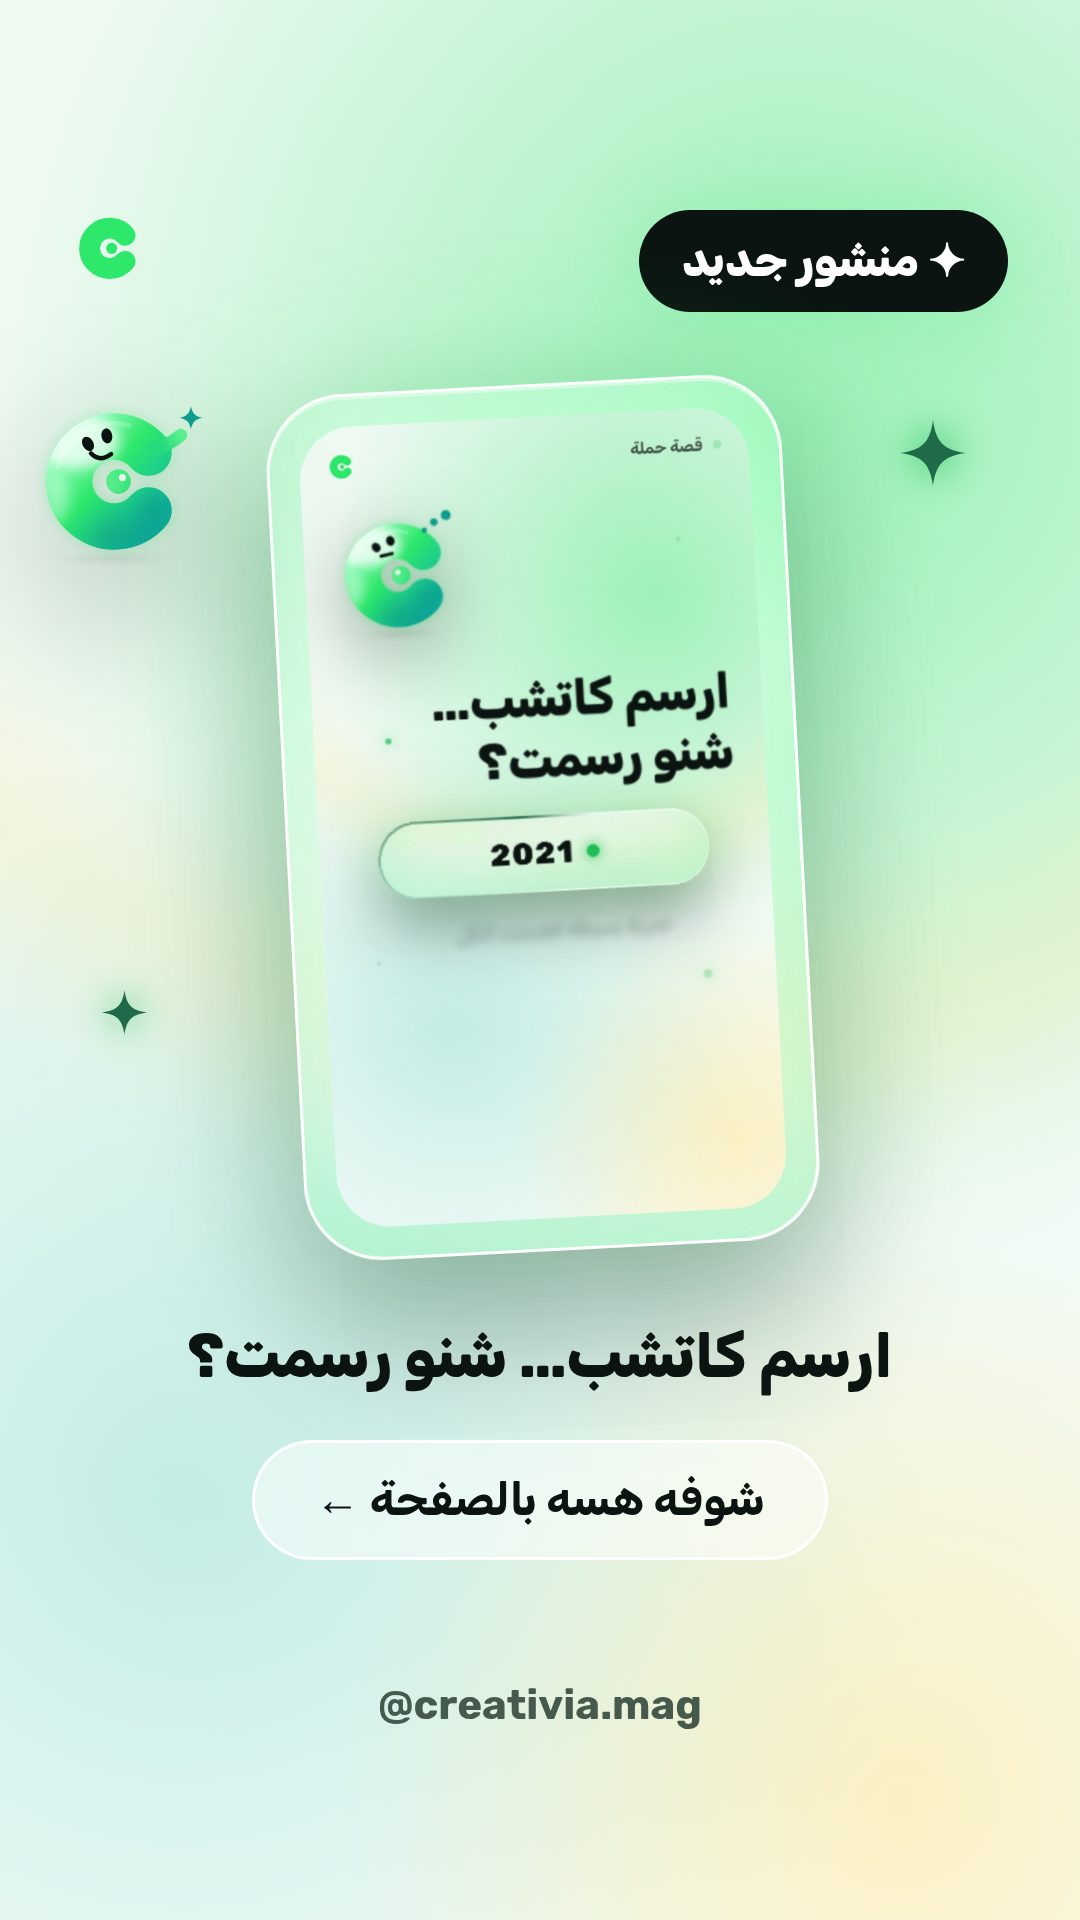 ✦ منشور جديد
قصة حملة
ارسم كاتشب...
شنو رسمت؟
2021
ارسم كاتشب... شنو رسمت؟
شوفه هسه بالصفحة ←
@creativia.mag